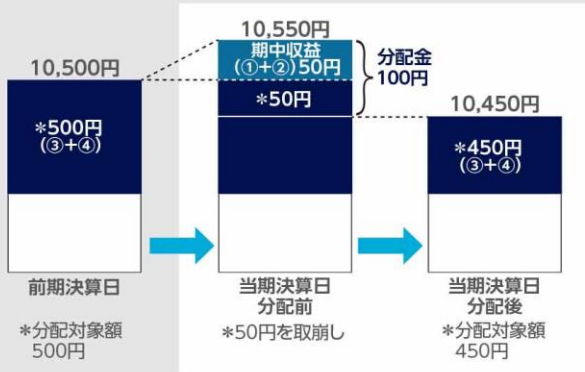 10,500円
*500円
(③+④)
前期決算日
*分配対象額
500円
10,550円
期中収益
(①+②)50円
*50円
分配金
100円
当期決算日
分配前
*50円を取崩し
10,450円
*450円
(③+④)
当期決算日
分配後
*分配対象額
450円